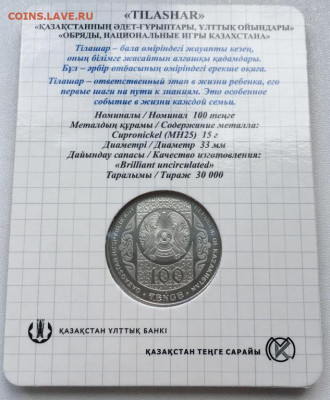 COINS.LAVE.RU
«TILASHAR»
«ҚАЗАҚСТАННЫҢ ӘДЕТ-ҒҰРЫПТАРЫ, ҰЛТТЫҚ ОЙЫНДАРЫ»
«ОБРЯДЫ, НАЦИОНАЛЬНЫЕ ИГРЫ КАЗАХСТАНА»
Тілашар – бала өміріндегі жауапты кезең,
оның білімге жасайтын алғашқы қадамдары.
Бұл – әрбір отбасының өміріндегі ерекше оқиға.
Тілашар – ответственный этап в жизни ребенка, его
первые шаги на пути к знаниям. Это особенное
событие в жизни каждой семьи.
Номиналы / Номинал 100 теңге
Металдың құрамы / Содержание металла:
Cupronickel (МН25) 15 г
Диаметрі / Диаметр 33 мм
Дайындау сапасы / Качество изготовления:
«Brilliant uncirculated»
Таралымы / Тираж 30 000
100
TENGE
ҚАЗАҚСТАН ҰЛТТЫҚ БАНКІ
ҚАЗАҚСТАН ТЕҢГЕ САРАЙЫ